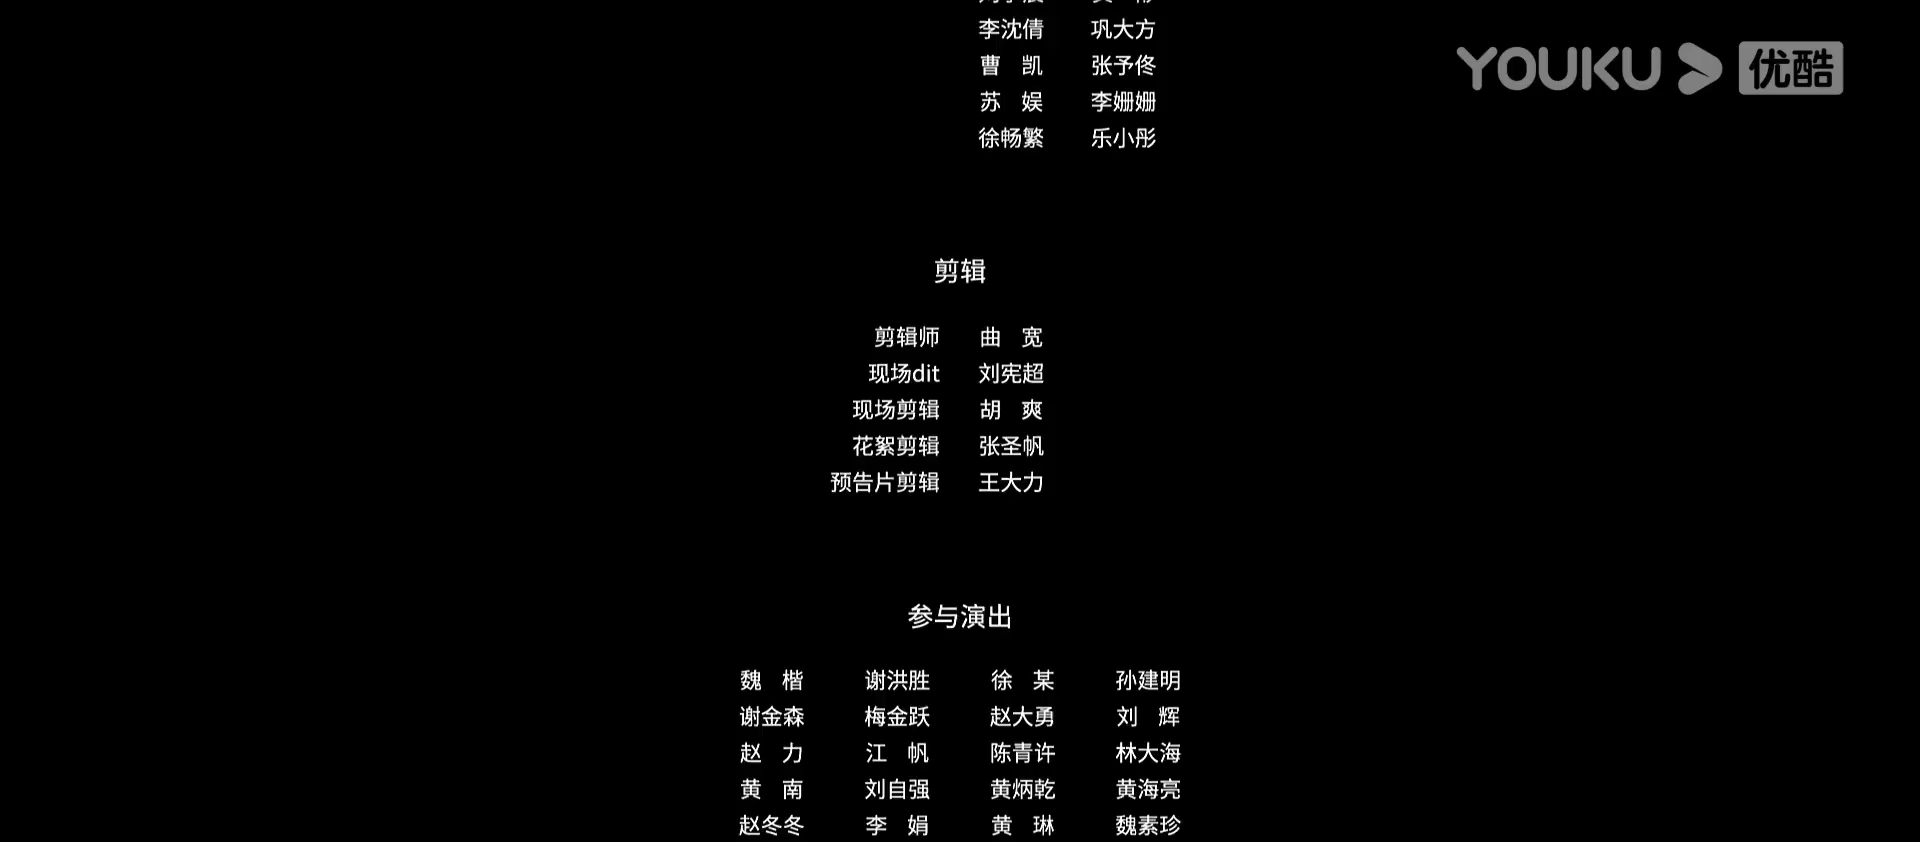 李沈倩 巩大方
YOUKU 优酷
曹 凯 张予佟
苏 娱 李姗姗
徐畅繁 乐小彤
剪辑
剪辑师 曲 宽
现场dit 刘宪超
现场剪辑 胡 爽
花絮剪辑 张圣帆
预告片剪辑 王大力
参与演出
魏 楷 谢洪胜 徐 某 孙建明
谢金森 梅金跃 赵大勇 刘 辉
赵 力 江 帆 陈青许 林大海
黄 南 刘自强 黄炳乾 黄海亮
赵冬冬 李 娟 黄 琳 魏素珍